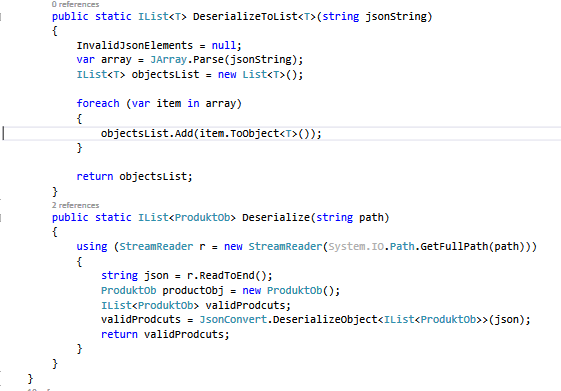 0 references
public static IList<T> DeserializeToList<T>(string jsonString)
{
InvalidJsonElements = null;
var array = JArray.Parse(jsonString);
IList<T> objectsList = new List<T>();
foreach (var item in array)
{
objectsList.Add(item.ToObject<T>());
}
return objectsList;
}
2 references
public static IList<ProduktOb> Deserialize(string path)
{
using (StreamReader r = new StreamReader(System.IO.Path.GetFullPath(path)))
{
string json = r.ReadToEnd();
ProduktOb productObj = new ProduktOb();
IList<ProduktOb> validProdcuts;
validProdcuts = JsonConvert.DeserializeObject<IList<ProduktOb>>(json);
return validProdcuts;
}
}
}